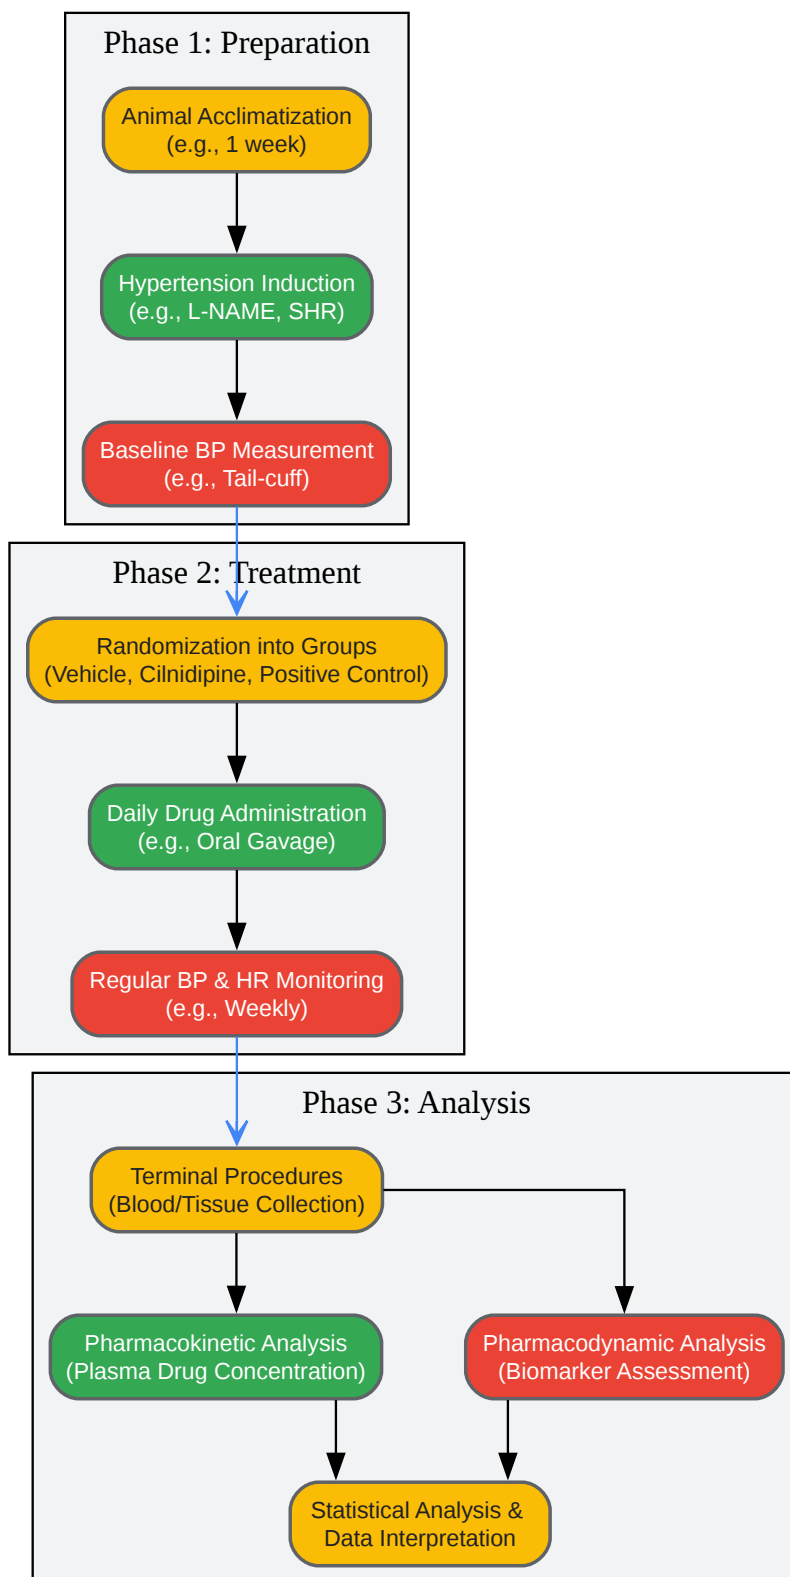 Phase 1: Preparation
Animal Acclimatization
(e.g., 1 week)
Hypertension Induction
(e.g., L-NAME, SHR)
Baseline BP Measurement
(e.g., Tail-cuff)
Phase 2: Treatment
Randomization into Groups
(Vehicle, Cilnidipine, Positive Control)
Daily Drug Administration
(e.g., Oral Gavage)
Regular BP & HR Monitoring
(e.g., Weekly)
Phase 3: Analysis
Terminal Procedures
(Blood/Tissue Collection)
Pharmacokinetic Analysis
(Plasma Drug Concentration)
Pharmacodynamic Analysis
(Biomarker Assessment)
Statistical Analysis &
Data Interpretation